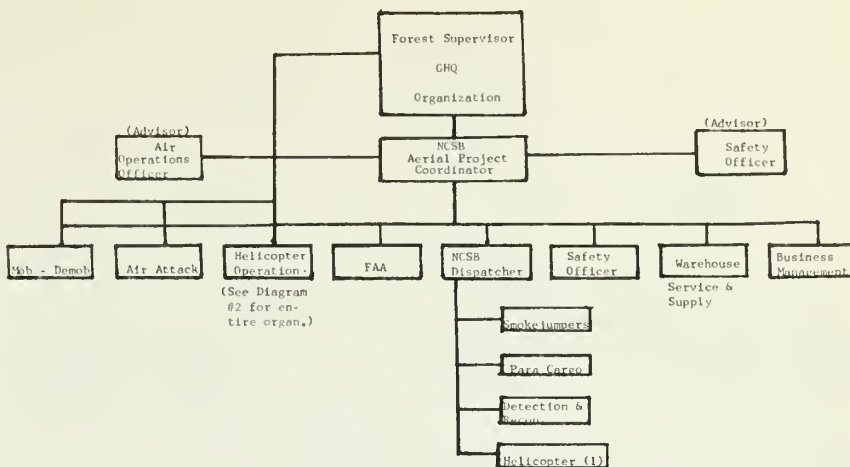 Forest Supervisor
GHQ
Organization
(Advisor)
Air
Operations
Officer
NCSB
Aerial Project
Coordinator
(Advisor)
Safety
Officer
Mob - Demob
Air Attack
Helicopter
Operation.
(See Diagram
#2 for en-
tire organ.)
FAA
NCSB
Dispatcher
Safety
Officer
Warehouse
Service &
Supply
Business
Management
Smokejumpers
Para Cargo
Detection &
Recon.
Helicopter (1)